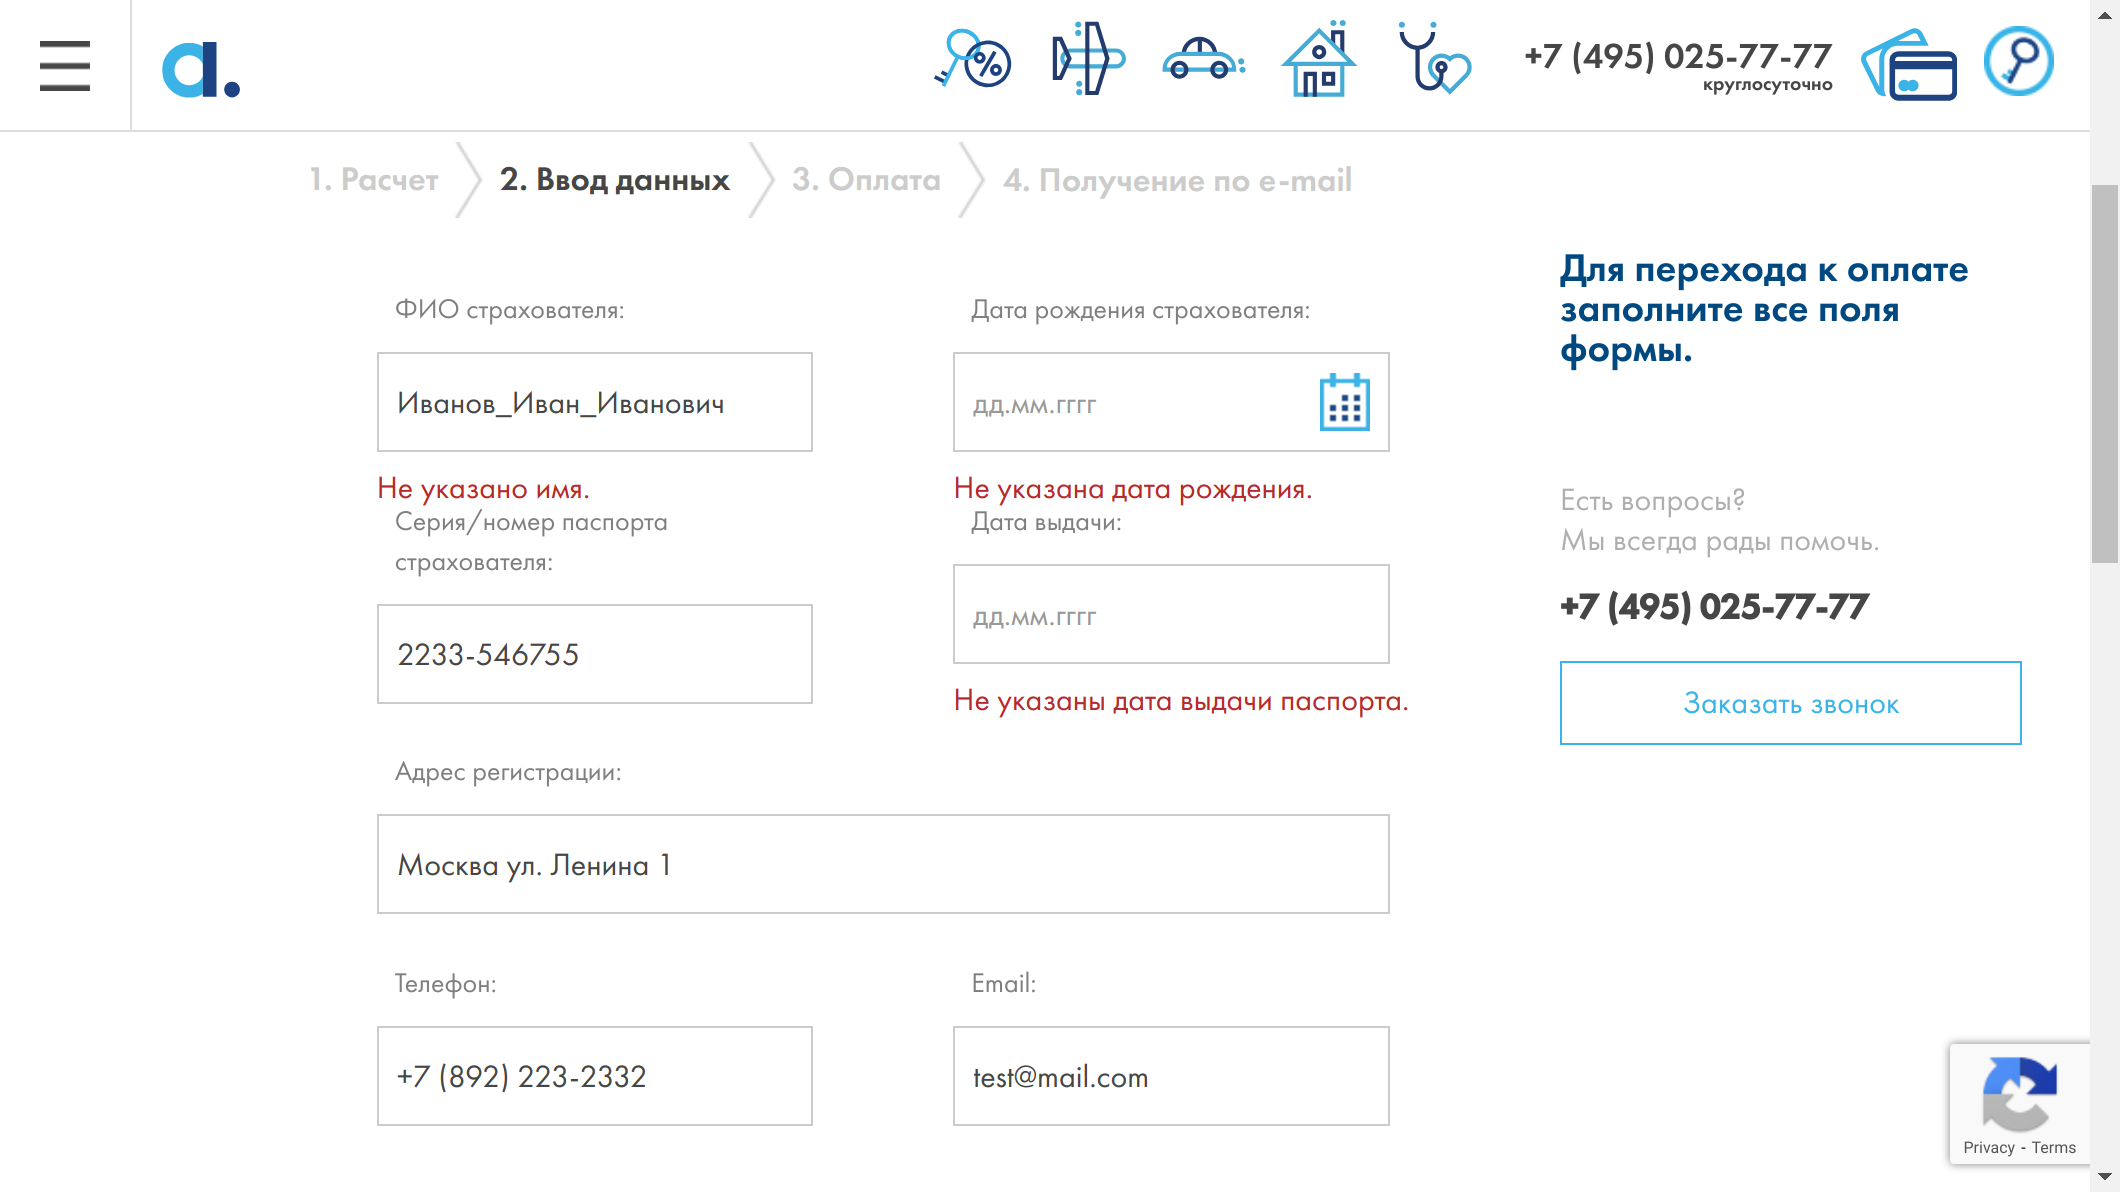 a.
+7 (495) 025-77-77
круглосуточно
1. Расчет
2. Ввод данных
3. Оплата
4. Получение по e-mail
Для перехода к оплате
заполните все поля
формы.
ФИО страхователя:
Дата рождения страхователя:
Иванов_Иван_Иванович
дд.мм.гггг
Не указано имя.
Не указана дата рождения.
Серия/номер паспорта
страхователя:
Дата выдачи:
2233-546755
дд.мм.гггг
Не указаны дата выдачи паспорта.
Есть вопросы?
Мы всегда рады помочь.
+7 (495) 025-77-77
Заказать звонок
Адрес регистрации:
Москва ул. Ленина 1
Телефон:
Email:
+7 (892) 223-2332
test@mail.com
Privacy - Terms